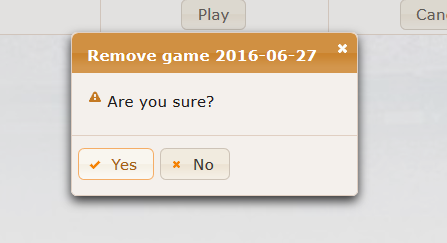 Play
Remove game 2016-06-27
Are you sure?
Yes
No